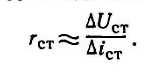 r_ст ≈ ΔU_ст / Δi_ст .